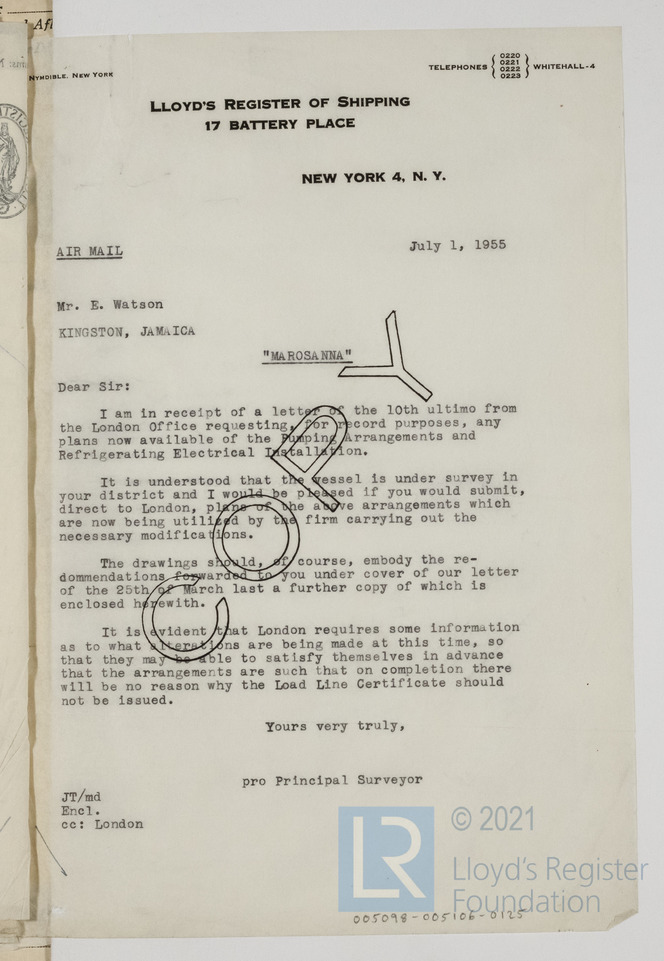 NYMDIBLE. NEW YORK
TELEPHONES { 0220 0221 0222 0223 } WHITEHALL-4
LLOYD'S REGISTER OF SHIPPING
17 BATTERY PLACE
NEW YORK 4, N. Y.
AIR MAIL
July 1, 1955
Mr. E. Watson
KINGSTON, JAMAICA
"MAROSANNA"
Dear Sir:
I am in receipt of a letter of the 10th ultimo from
the London Office requesting, for record purposes, any
plans now available of the Pumping Arrangements and
Refrigerating Electrical Installation.
It is understood that the vessel is under survey in
your district and I would be pleased if you would submit,
direct to London, plans of the above arrangements which
are now being utilized by the firm carrying out the
necessary modifications.
The drawings should, of course, embody the re-
dommendations forwarded to you under cover of our letter
of the 25th of March last a further copy of which is
enclosed herewith.
It is evident that London requires some information
as to what alterations are being made at this time, so
that they may be able to satisfy themselves in advance
that the arrangements are such that on completion there
will be no reason why the Load Line Certificate should
not be issued.
Yours very truly,
pro Principal Surveyor
JT/md
Encl.
cc: London
COPY
LR
© 2021
Lloyd's Register
Foundation
005098-005106-0125